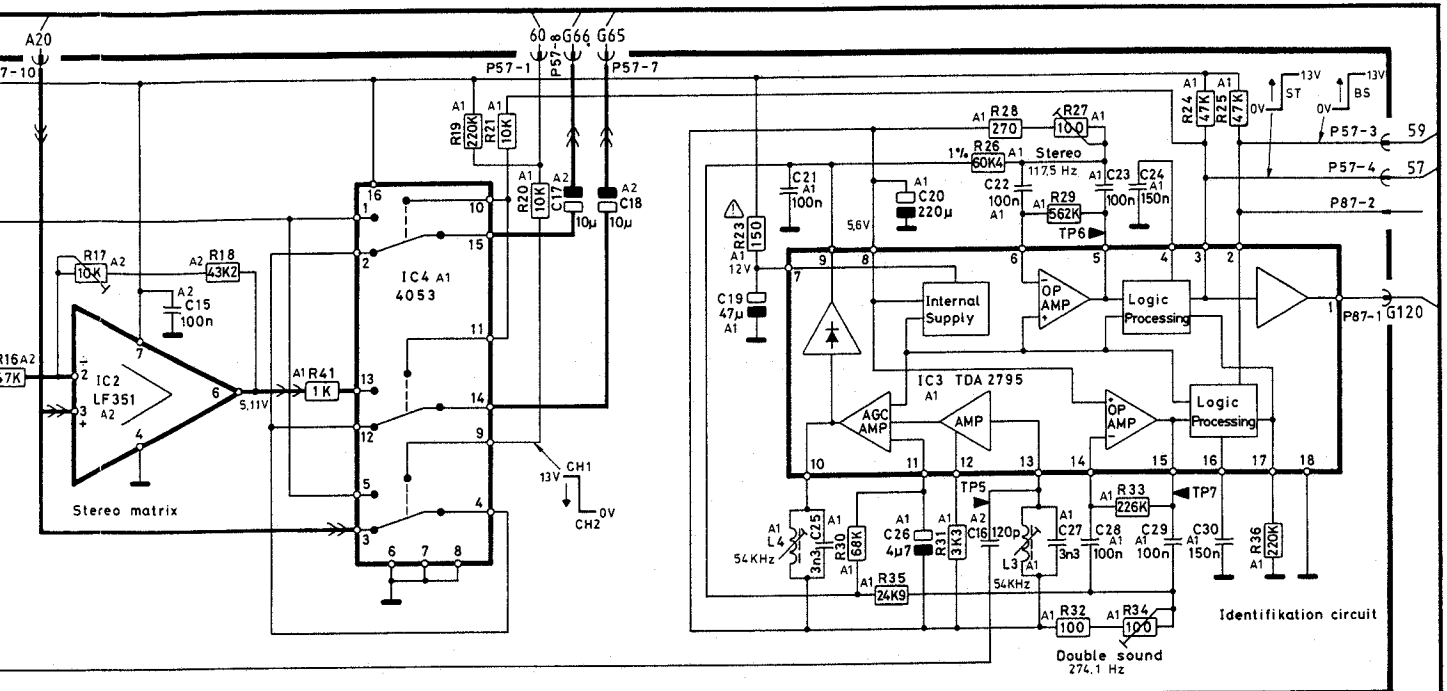 A20
60 P57-8 G66 G65
7-10
P57-1 P57-7
A1 R19 220K
A1 R21 10K
A1 R20 10K
A2 C17 10µ
A2 C18 10µ
16
1
10
2
15
IC4 A1
4053
11
13
14
12
9
5
4
3
6 7 8
CH1
13V
0V
CH2
R17 A2
10K
A2 R18
43K2
A2
C15
100n
R16 A2
47K
7
2
-
IC2
LF351
A2
3
+
6
4
5,11V
A1 R41
1K
Stereo matrix
A1 R28
270
R27 A1
100
1% R26 A1
60K4
Stereo
117,5 Hz
C21
A1
100n
A1
C20
220µ
5,6V
C22
100n
A1
R29
562K
A1
C23
100n
C24
A1
150n
TP6
R23 150
A1
12V
C19
47µ
A1
A1 R24 47K
A1 R25 47K
13V
0V ST
13V
0V BS
P57-3 59
P57-4 57
P87-2
P87-1 G120
9 8 7 6 5 4 3 2 1
Internal
Supply
-
OP
AMP
+
Logic
Processing
IC3 TDA 2795
A1
AGC
AMP
AMP
+
OP
AMP
-
Logic
Processing
10 11 12 13 14 15 16 17 18
TP5
TP7
A1
L4
54KHz
C25
3n3
R30 68K
A1
A1
C26
4µ7
A1 R31 3K3
A2
C16 120p
L3 A1
54KHz
A1
C27
3n3
C28
A1
100n
A1 R33
226K
C29
A1
100n
C30
A1
150n
R36 220K
A1
A1 R35
24K9
A1 R32
100
A1 R34
100
Double sound
274,1 Hz
Identifikation circuit